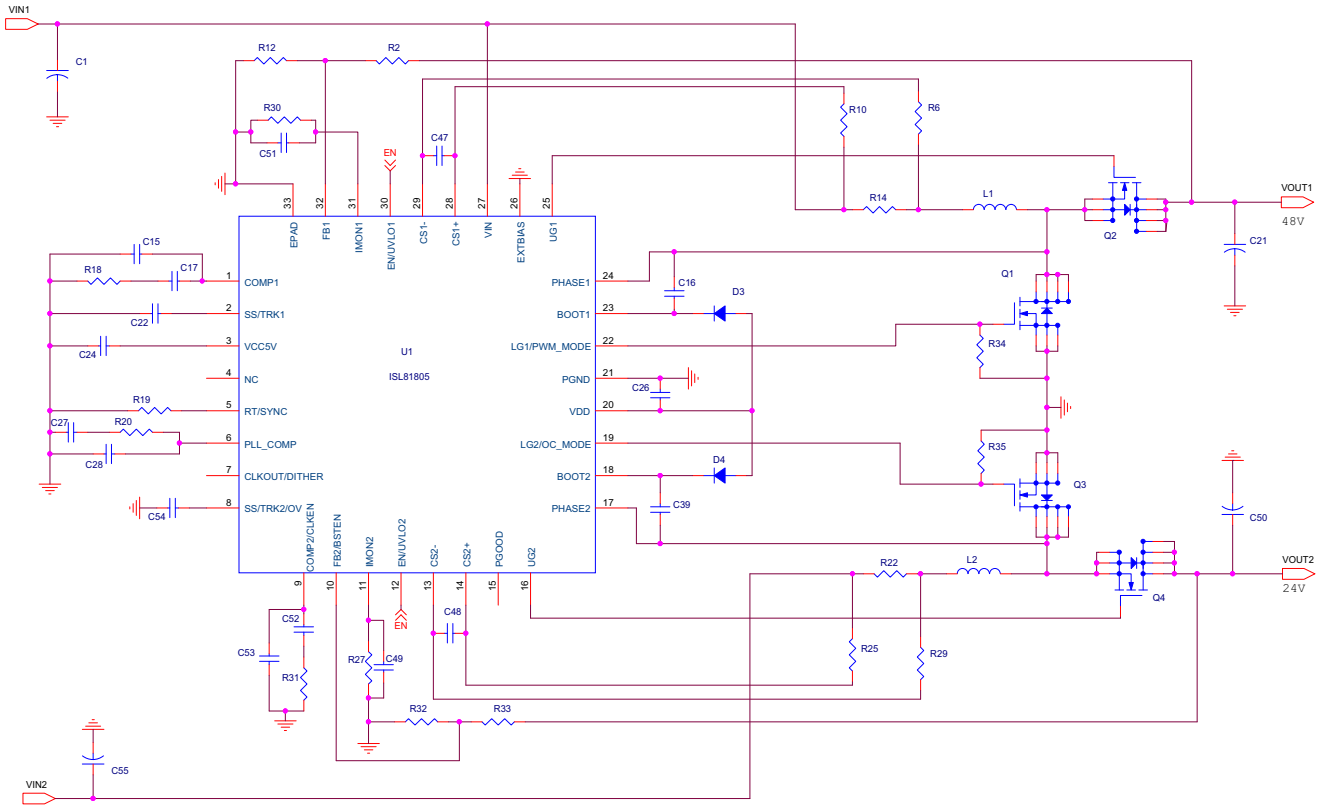 VIN1
C1
R12
R2
R30
C51
EN
C47
R10
R6
R14
L1
Q2
VOUT1
48V
C21
33
32
31
30
29
28
27
26
25
EPAD
FB1
IMON1
EN/UVLO1
CS1-
CS1+
VIN
EXTBIAS
UG1
C15
R18
C17
1
COMP1
PHASE1
24
C16
D3
Q1
2
SS/TRK1
BOOT1
23
C22
3
VCC5V
LG1/PWM_MODE
22
C24
U1
ISL81805
R34
4
NC
PGND
21
C26
R19
5
RT/SYNC
VDD
20
C27
R20
6
PLL_COMP
LG2/OC_MODE
19
C28
R35
7
CLKOUT/DITHER
BOOT2
18
D4
Q3
8
SS/TRK2/OV
PHASE2
17
C54
C39
C50
COMP2/CLKEN
FB2/BSTEN
IMON2
EN/UVLO2
CS2-
CS2+
PGOOD
UG2
9
10
11
12
13
14
15
16
R22
L2
Q4
VOUT2
24V
EN
C52
C48
C53
R31
R27
C49
R25
R29
R32
R33
C55
VIN2